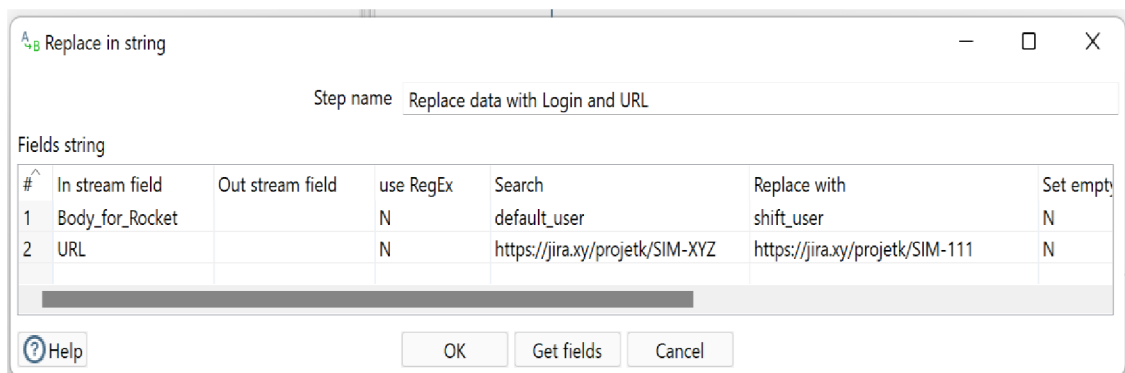 Replace in string
Step name Replace data with Login and URL
Fields string
# In stream field Out stream field use RegEx Search Replace with Set empty
1 Body_for_Rocket N default_user shift_user N
2 URL N https://jira.xy/projetk/SIM-XYZ https://jira.xy/projetk/SIM-111 N
Help OK Get fields Cancel